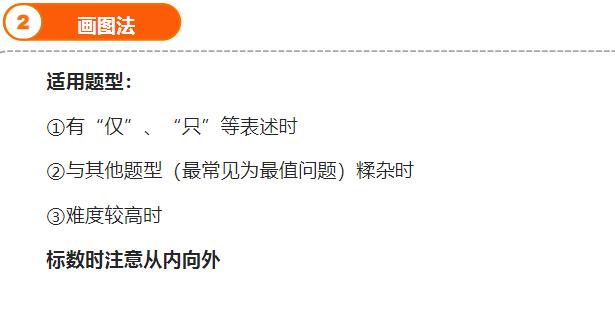 2 画图法
适用题型：
①有“仅”、“只”等表述时
②与其他题型（最常见为最值问题）糅杂时
③难度较高时
标数时注意从内向外